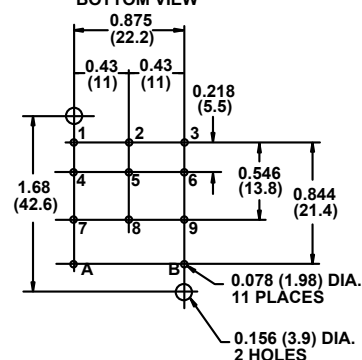 BOTTOM VIEW
0.875
(22.2)
0.43 0.43
(11) (11)
0.218
(5.5)
1 2 3
4 5 6
1.68
(42.6)
0.546
(13.8)
0.844
(21.4)
7 8 9
A B
0.078 (1.98) DIA.
11 PLACES
0.156 (3.9) DIA.
2 HOLES